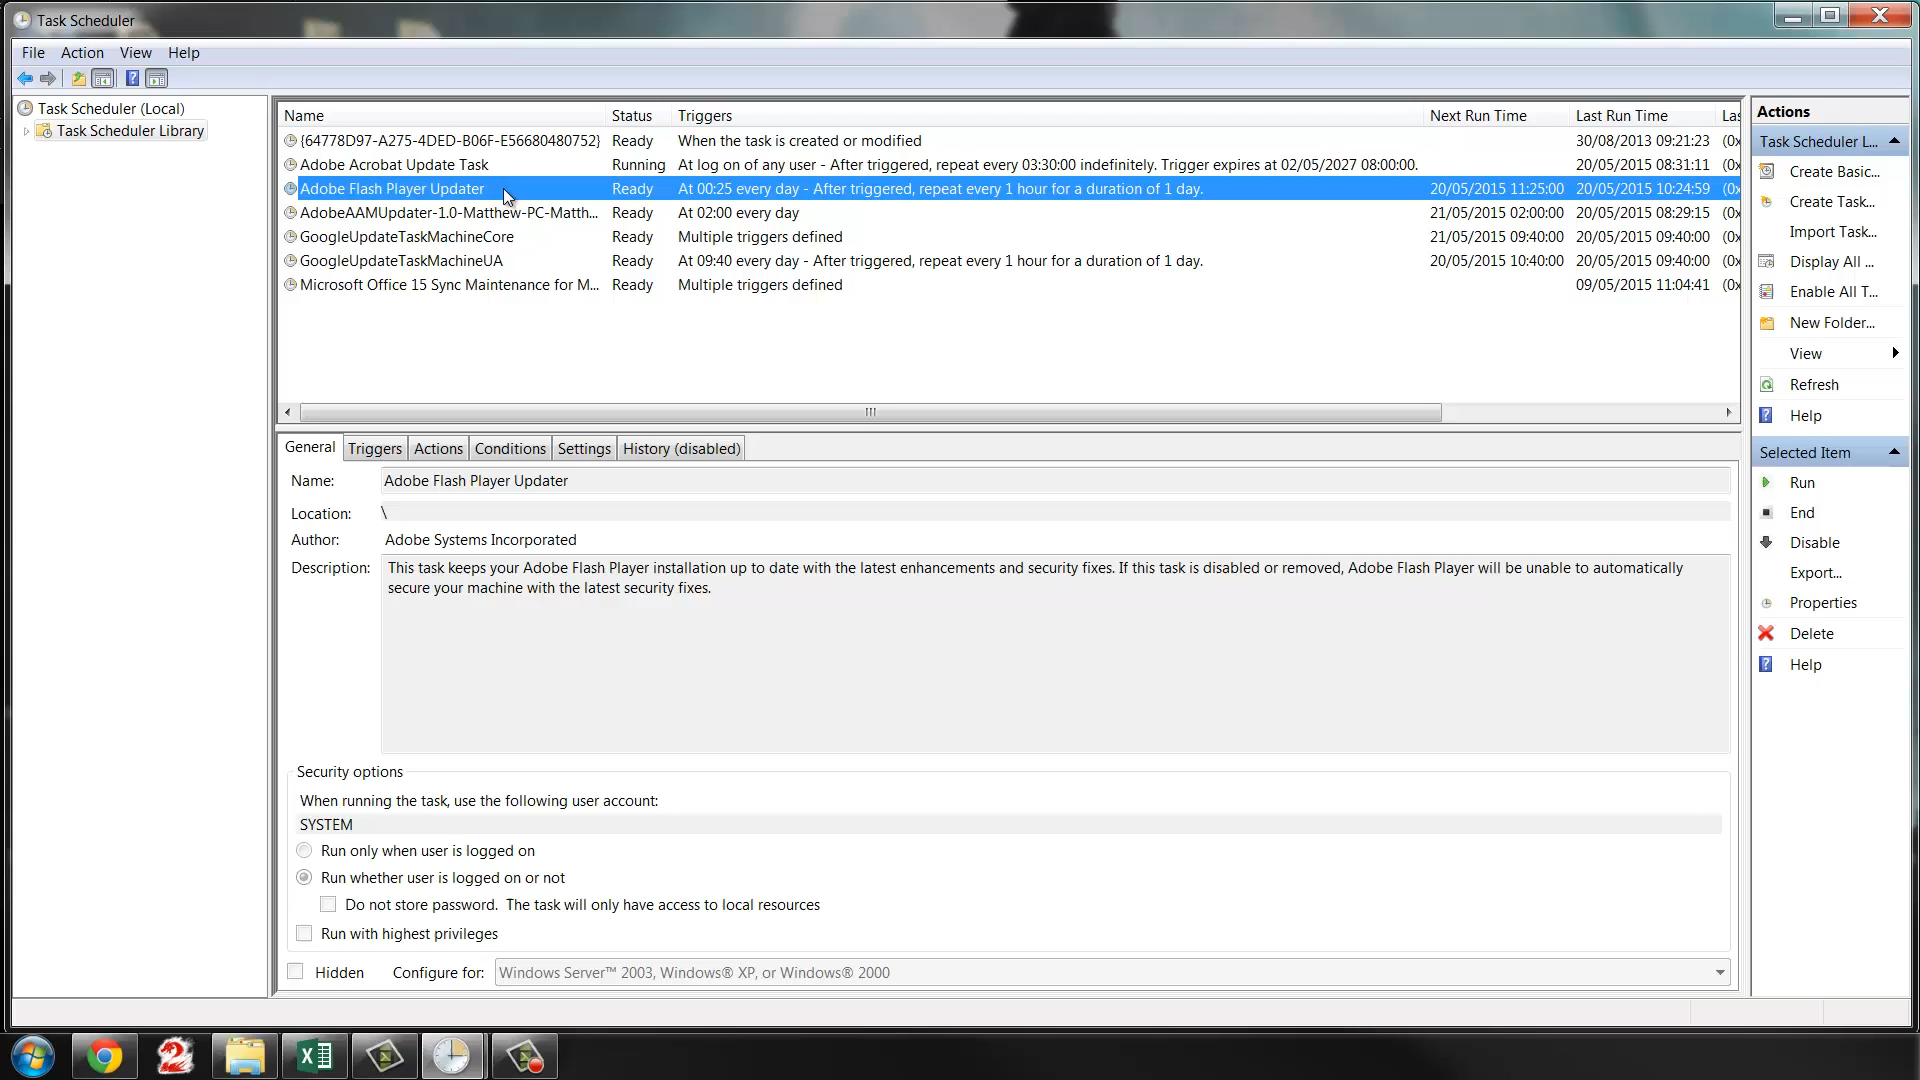 Task Scheduler
File Action View Help
Task Scheduler (Local)
Task Scheduler Library
Name Status Triggers Next Run Time Last Run Time Las
{64778D97-A275-4DED-B06F-E56680480752} Ready When the task is created or modified 30/08/2013 09:21:23 (0x
Adobe Acrobat Update Task Running At log on of any user - After triggered, repeat every 03:30:00 indefinitely. Trigger expires at 02/05/2027 08:00:00. 20/05/2015 08:31:11 (0x
Adobe Flash Player Updater Ready At 00:25 every day - After triggered, repeat every 1 hour for a duration of 1 day. 20/05/2015 11:25:00 20/05/2015 10:24:59 (0x
AdobeAAMUpdater-1.0-Matthew-PC-Matth... Ready At 02:00 every day 21/05/2015 02:00:00 20/05/2015 08:29:15 (0x
GoogleUpdateTaskMachineCore Ready Multiple triggers defined 21/05/2015 09:40:00 20/05/2015 09:40:00 (0x
GoogleUpdateTaskMachineUA Ready At 09:40 every day - After triggered, repeat every 1 hour for a duration of 1 day. 20/05/2015 10:40:00 20/05/2015 09:40:00 (0x
Microsoft Office 15 Sync Maintenance for M... Ready Multiple triggers defined 09/05/2015 11:04:41 (0x
General Triggers Actions Conditions Settings History (disabled)
Name: Adobe Flash Player Updater
Location: \
Author: Adobe Systems Incorporated
Description: This task keeps your Adobe Flash Player installation up to date with the latest enhancements and security fixes. If this task is disabled or removed, Adobe Flash Player will be unable to automatically
secure your machine with the latest security fixes.
Security options
When running the task, use the following user account:
SYSTEM
Run only when user is logged on
Run whether user is logged on or not
Do not store password. The task will only have access to local resources
Run with highest privileges
Hidden Configure for: Windows Server™ 2003, Windows® XP, or Windows® 2000
Actions
Task Scheduler L...
Create Basic...
Create Task...
Import Task...
Display All ...
Enable All T...
New Folder...
View
Refresh
Help
Selected Item
Run
End
Disable
Export...
Properties
Delete
Help